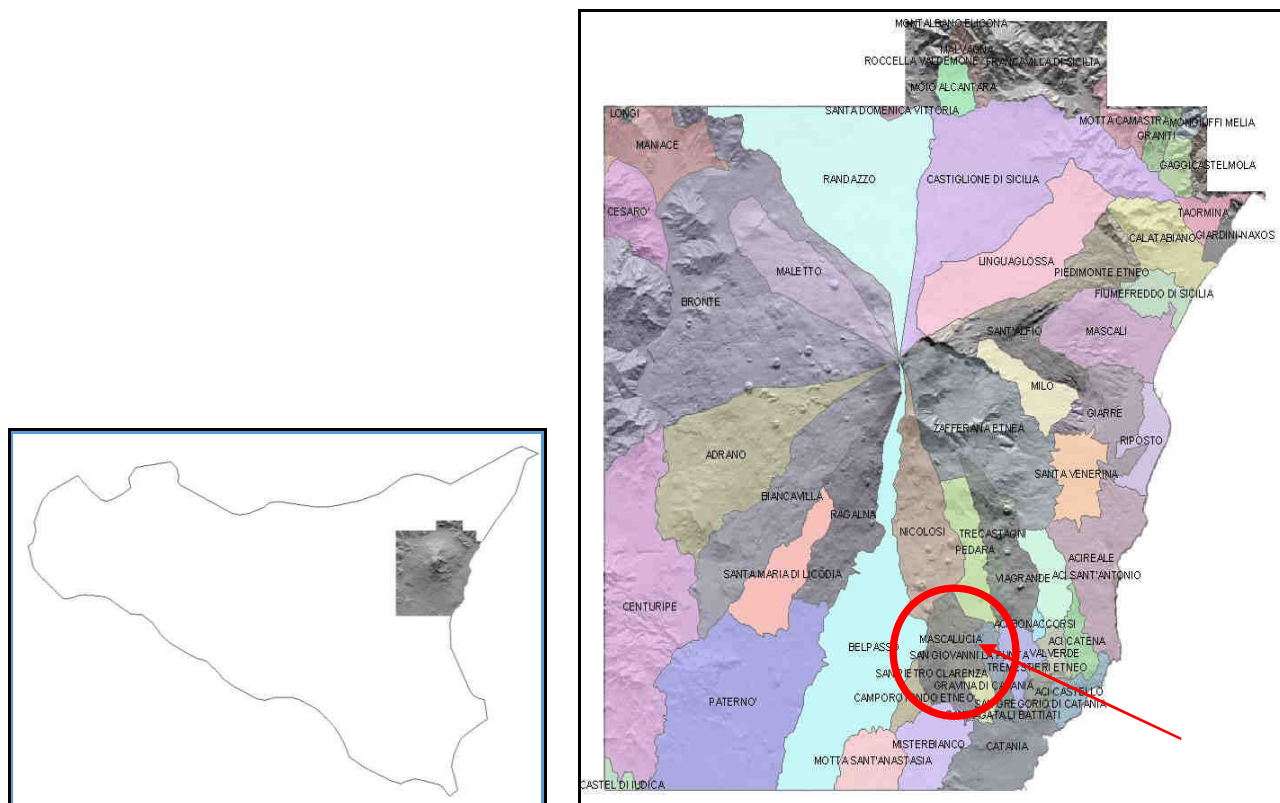 MONTALBANO ELICONA
MALVAGNA
ROCCELLA VALDEMONE
FRANCAVILLA DI SICILIA
MOIO ALCANTARA
SANTA DOMENICA VITTORIA
LONGI
MOTTA CAMASTRA
MONGIUFFI MELIA
GRANITI
MANIACE
GAGGI
CASTELMOLA
RANDAZZO
CASTIGLIONE DI SICILIA
CESARO'
TAORMINA
GIARDINI-NAXOS
CALATABIANO
LINGUAGLOSSA
PIEDIMONTE ETNEO
MALETTO
BRONTE
FIUMEFREDDO DI SICILIA
SANT'ALFIO
MASCALI
MILO
GIARRE
ZAFFERANA ETNEA
RIPOSTO
ADRANO
SANTA VENERINA
BIANCAVILLA
RAGALNA
NICOLOSI
TRECASTAGNI
PEDARA
ACIREALE
SANTA MARIA DI LICODIA
VIAGRANDE
ACI SANT'ANTONIO
CENTURIPE
ACI BONACCORSI
MASCALUCIA
ACI CATENA
BELPASSO
SAN GIOVANNI LA PUNTA
VALVERDE
TREMESTIERI ETNEO
SAN PIETRO CLARENZA
GRAVINA DI CATANIA
ACI CASTELLO
PATERNO'
CAMPOROTONDO ETNEO
SAN GREGORIO DI CATANIA
SANT'AGATA LI BATTIATI
MISTERBIANCO
CATANIA
MOTTA SANT'ANASTASIA
CASTEL DI IUDICA